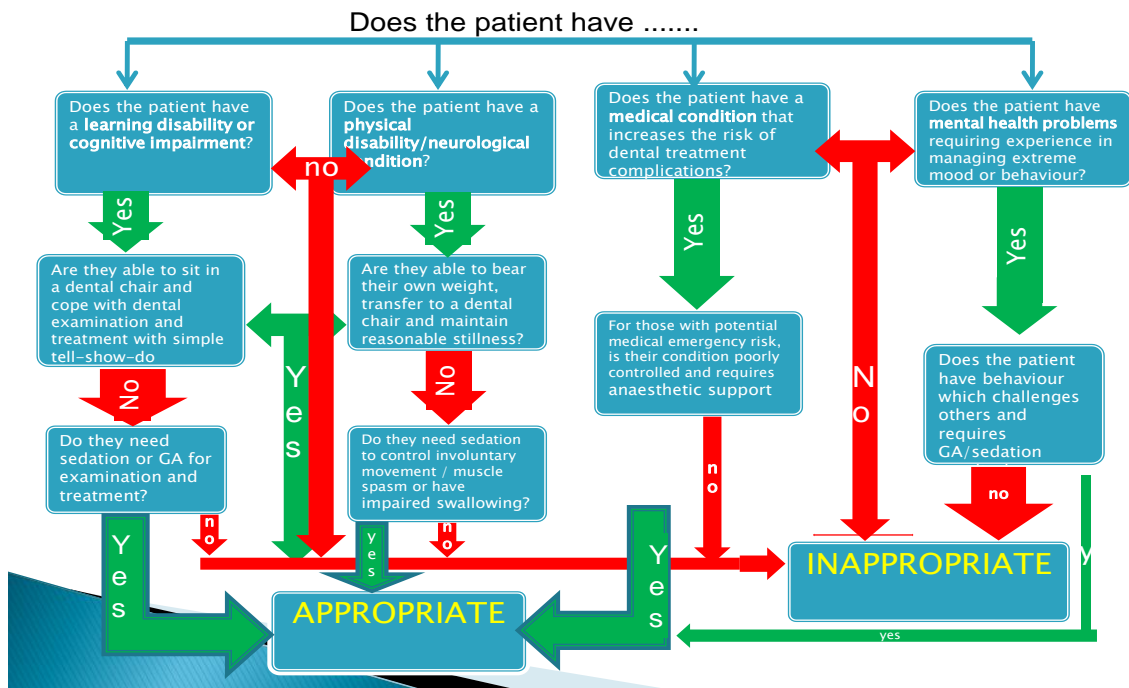 Does the patient have .......
Does the patient have
a learning disability or
cognitive impairment?
Does the patient have a
physical
disability/neurological
condition?
Does the patient have a
medical condition that
increases the risk of
dental treatment
complications?
Does the patient have
mental health problems
requiring experience in
managing extreme
mood or behaviour?
no
Yes
Yes
Yes
Yes
Are they able to sit in
a dental chair and
cope with dental
examination and
treatment with simple
tell-show-do
Are they able to bear
their own weight,
transfer to a dental
chair and maintain
reasonable stillness?
For those with potential
medical emergency risk,
is their condition poorly
controlled and requires
anaesthetic support
Does the patient
have behaviour
which challenges
others and
requires
GA/sedation
No
Yes
No
No
Do they need
sedation or GA for
examination and
treatment?
Do they need sedation
to control involuntary
movement / muscle
spasm or have
impaired swallowing?
no
no
no
no
Yes
yes
Yes
y
APPROPRIATE
INAPPROPRIATE
yes